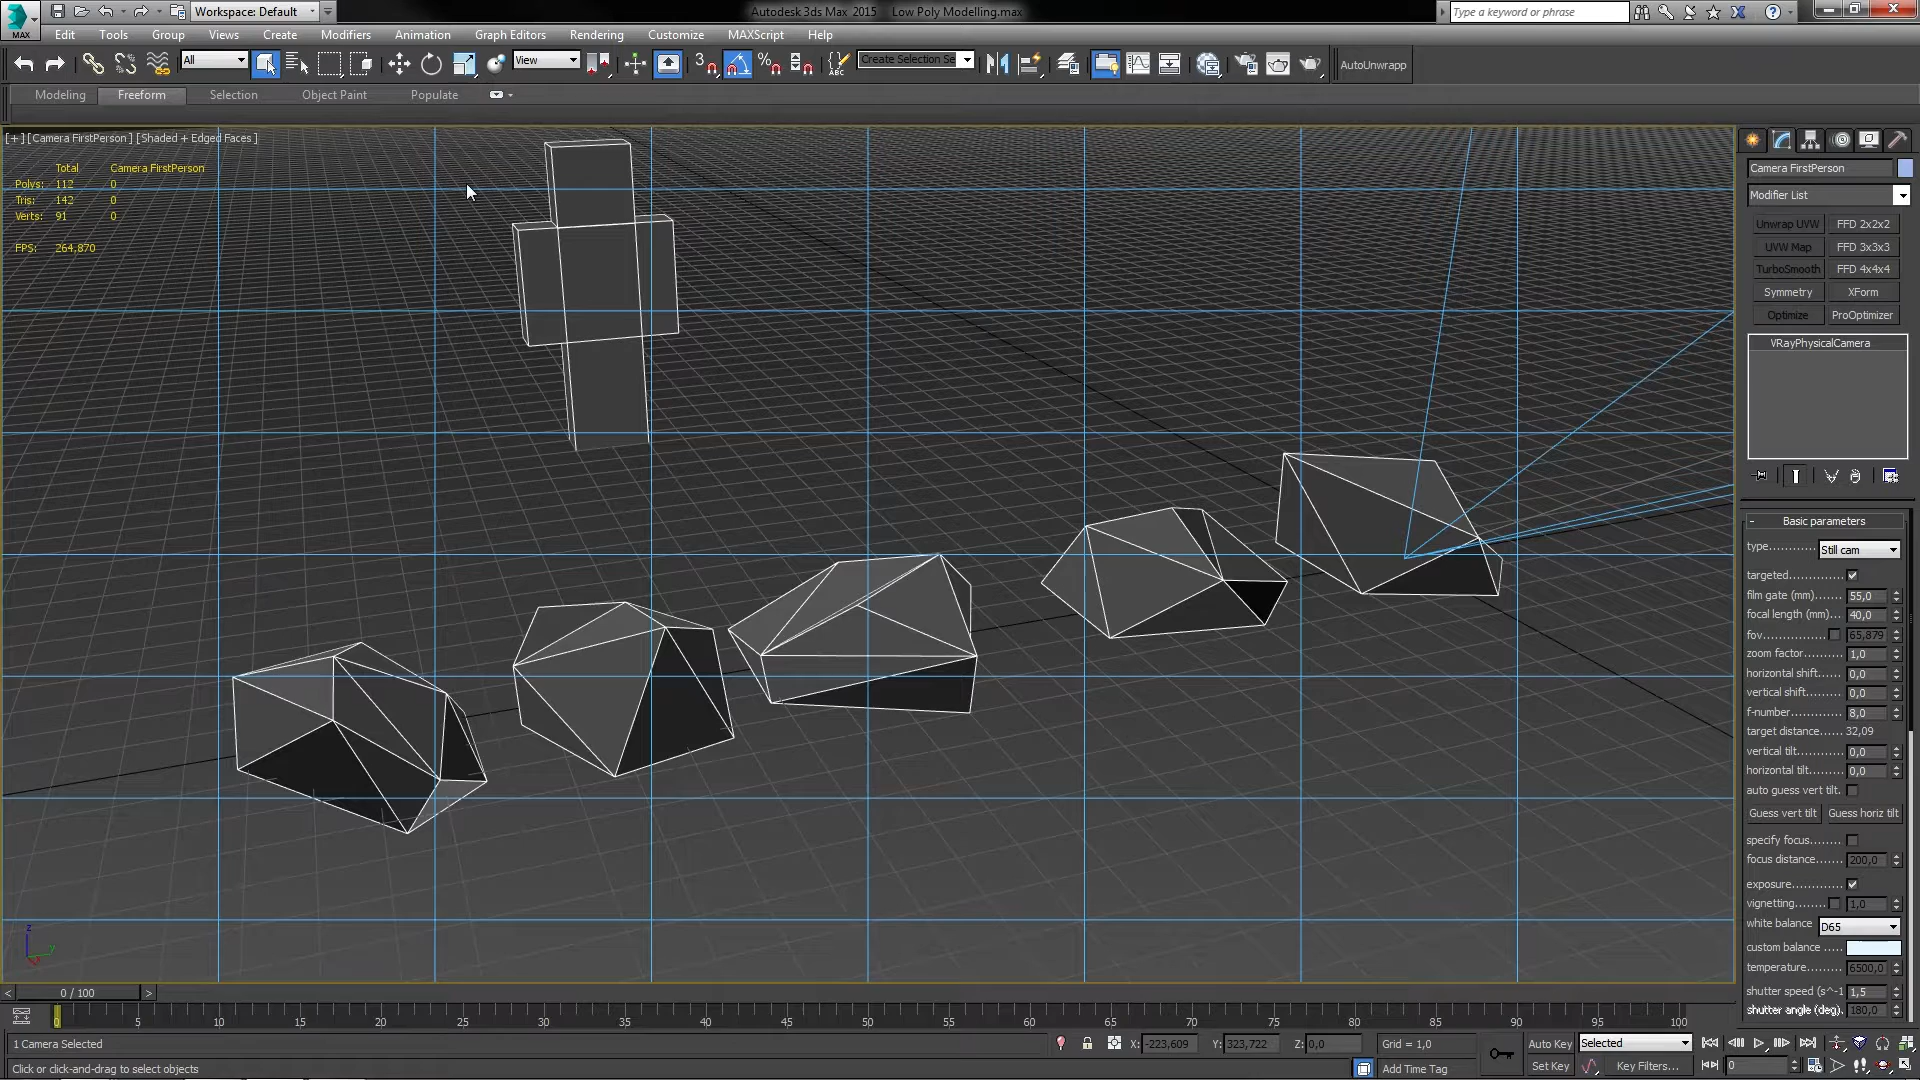 Workspace: Default
Autodesk 3ds Max 2015 Low Poly Modelling.max
Type a keyword or phrase
MAX
Edit Tools Group Views Create Modifiers Animation Graph Editors Rendering Customize MAXScript Help
All View 3 ABC Create Selection Se AutoUnwrapp
Modeling Freeform Selection Object Paint Populate
[+] [Camera FirstPerson] [Shaded + Edged Faces]
Total Camera FirstPerson
Polys: 112 0
Tris: 142 0
Verts: 91 0
FPS: 264,870
Camera FirstPerson
Modifier List
Unwrap UVW FFD 2x2x2
UVW Map FFD 3x3x3
TurboSmooth FFD 4x4x4
Symmetry XForm
Optimize ProOptimizer
VRayPhysicalCamera
- Basic parameters
type............ Still cam
targeted..............
film gate (mm)....... 55,0
focal length (mm)... 40,0
fov................ 65,879
zoom factor......... 1,0
horizontal shift...... 0,0
vertical shift......... 0,0
f-number............ 8,0
target distance...... 32,09
vertical tilt........... 0,0
horizontal tilt........ 0,0
auto guess vert tilt.
Guess vert tilt Guess horiz tilt
specify focus.......
focus distance....... 200,0
exposure.............
vignetting........ 1,0
white balance D65
custom balance .....
temperature......... 6500,0
shutter speed (s^-1 1,5
shutter angle (deg). 180,0
z
y
< 0 / 100 >
0 5 10 15 20 25 30 35 40 45 50 55 60 65 70 75 80 85 90 95 100
1 Camera Selected X: -223,609 Y: 323,722 Z: 0,0 Grid = 1,0 Auto Key Selected
Click or click-and-drag to select objects Add Time Tag Set Key Key Filters... 0